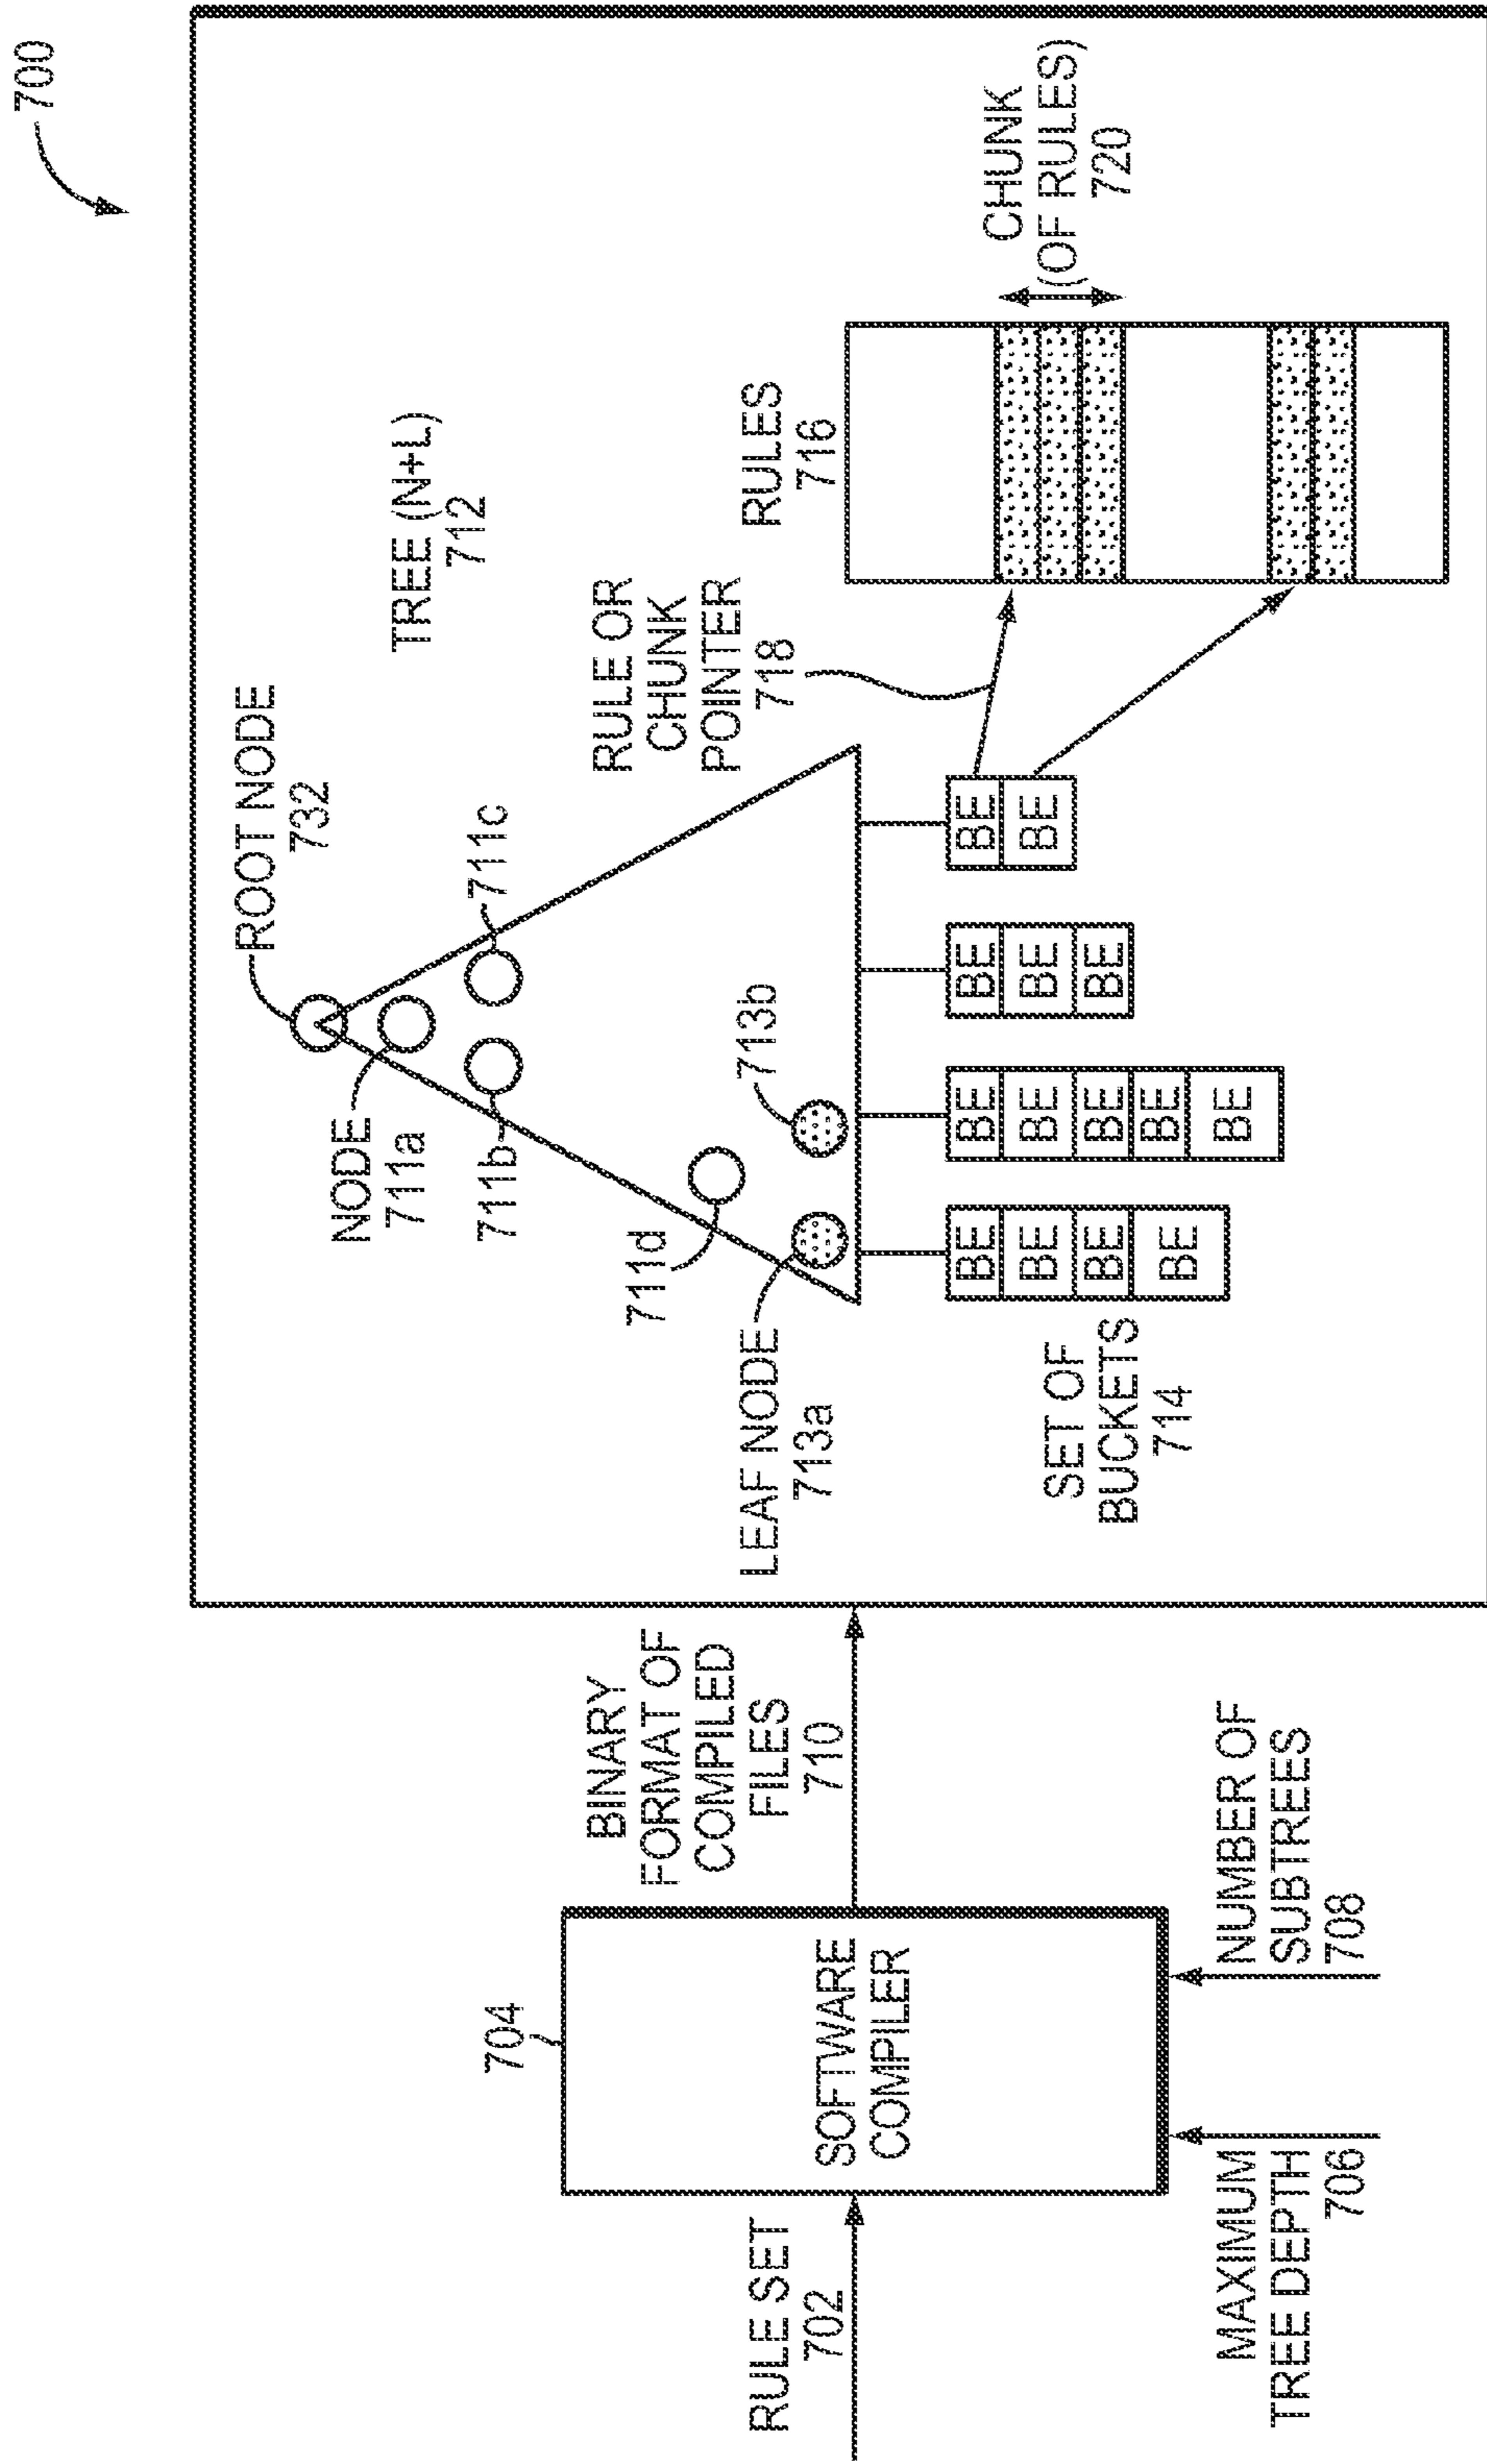 700
ROOT NODE
732
NODE
711a
711b
711c
TREE (N+L)
712
711d
713b
LEAF NODE
713a
RULE OR
CHUNK
POINTER
718
RULES
716
CHUNK
(OF RULES)
720
SET OF
BUCKETS
714
BE
BE
BE
BE
BE
BE
BE
BE
BE
BE
BE
BE
BE
BE
BINARY
FORMAT OF
COMPILED
FILES
710
704
SOFTWARE
COMPILER
RULE SET
702
MAXIMUM
TREE DEPTH
706
NUMBER OF
SUBTREES
708